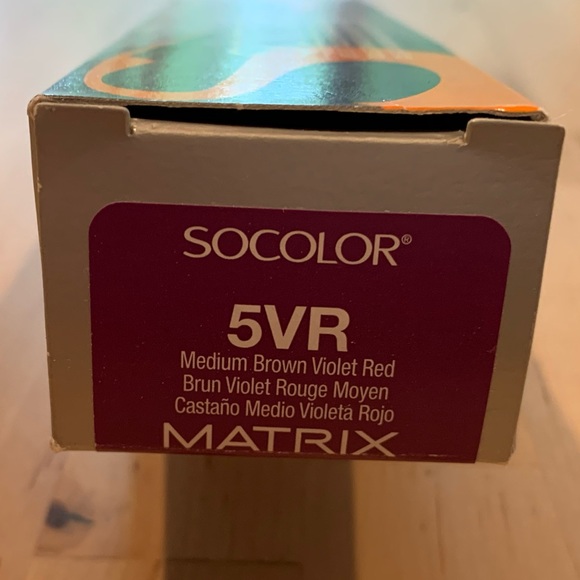 SOCOLOR®
5VR
Medium Brown Violet Red
Brun Violet Rouge Moyen
Castaño Medio Violeta Rojo
MATRIX